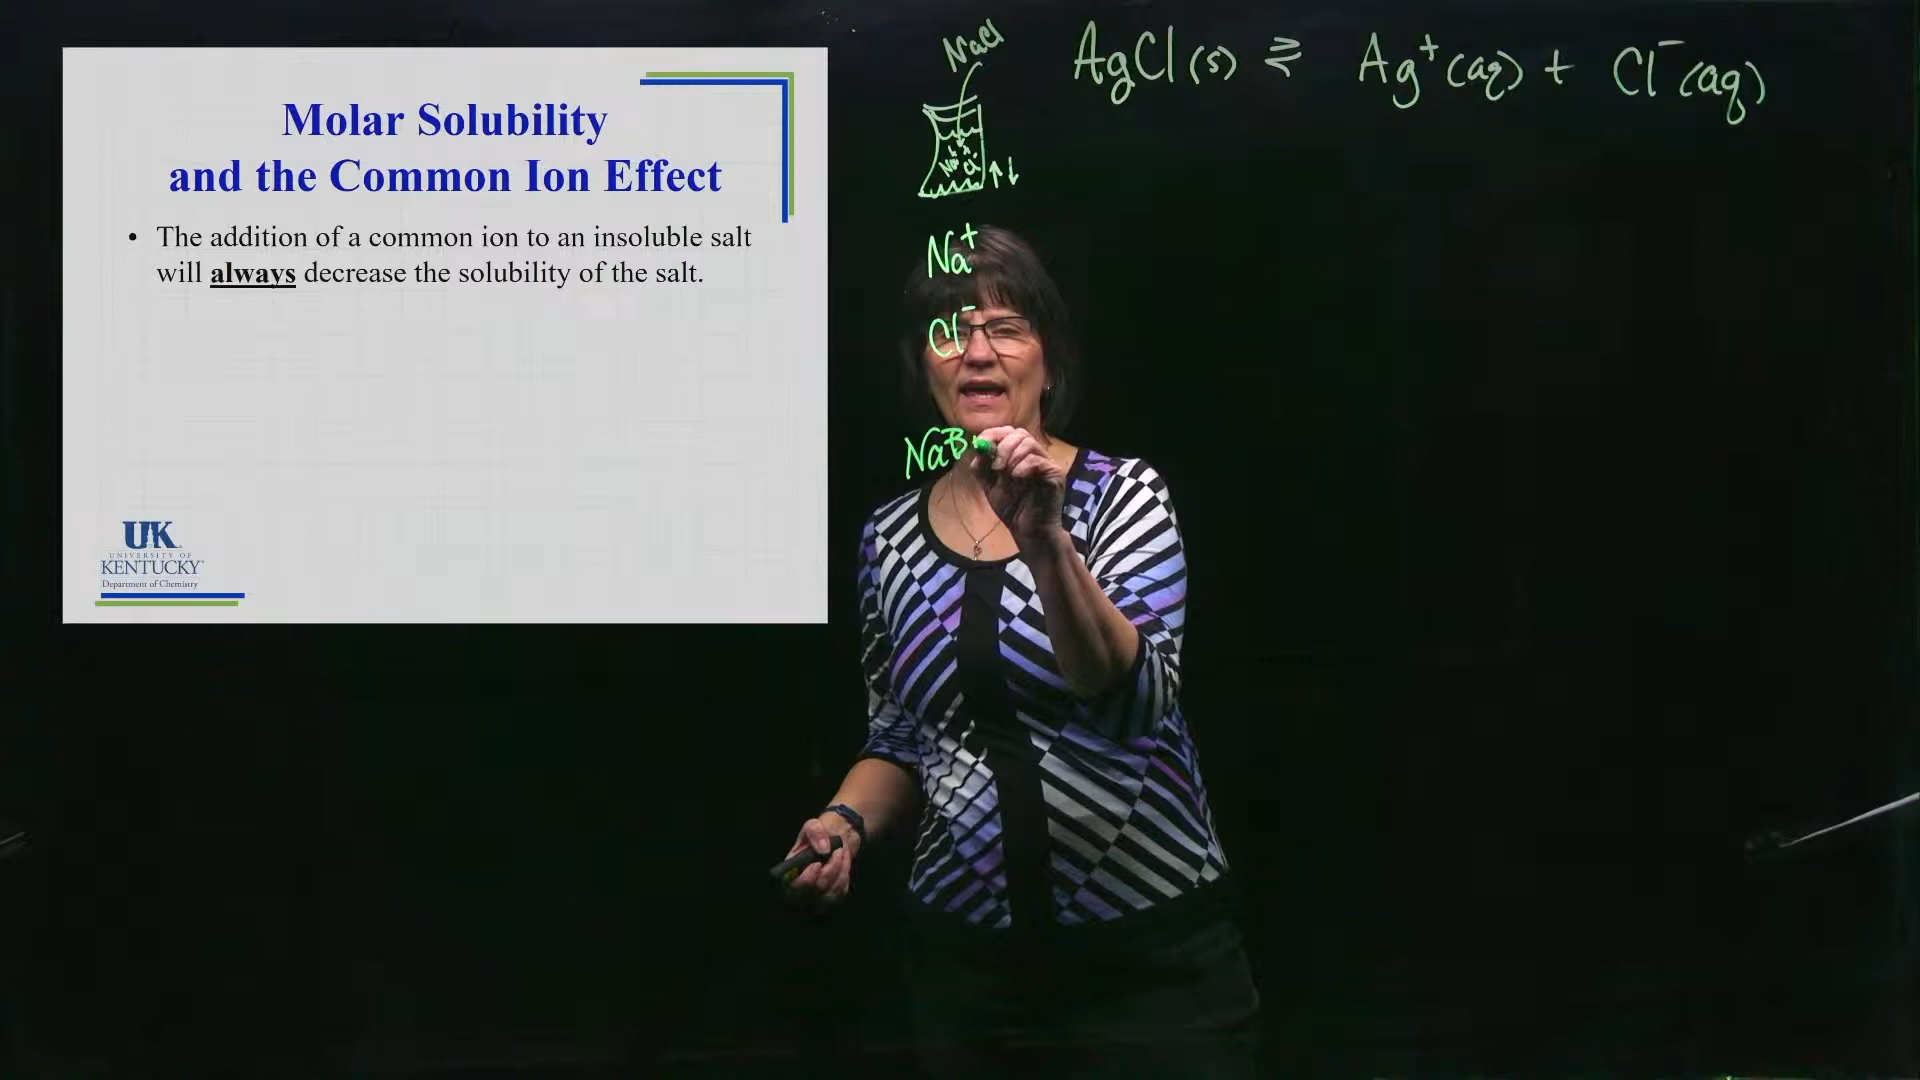 Molar Solubility
and the Common Ion Effect
• The addition of a common ion to an insoluble salt
will always decrease the solubility of the salt.
UK
UNIVERSITY OF
KENTUCKY
Department of Chemistry
NaCl
AgCl(s) ⇌ Ag⁺(aq) + Cl⁻(aq)
Na⁺ Cl⁻ ↑↓
Na⁺
Cl⁻
NaB